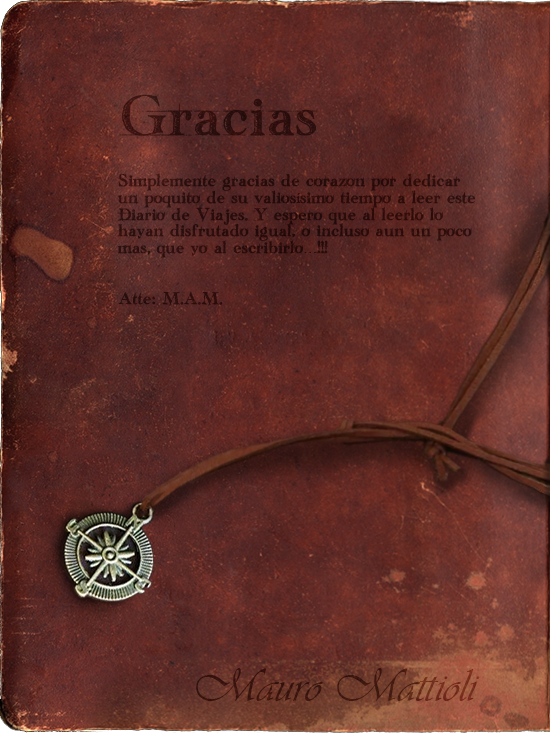 Gracias
Simplemente gracias de corazon por dedicar
un poquito de su valiosisimo tiempo a leer este
Diario de Viajes. Y espero que al leerlo lo
hayan disfrutado igual, o incluso aun un poco
mas, que yo al escribirlo...!!!
Atte: M.A.M.
Mauro Mattioli